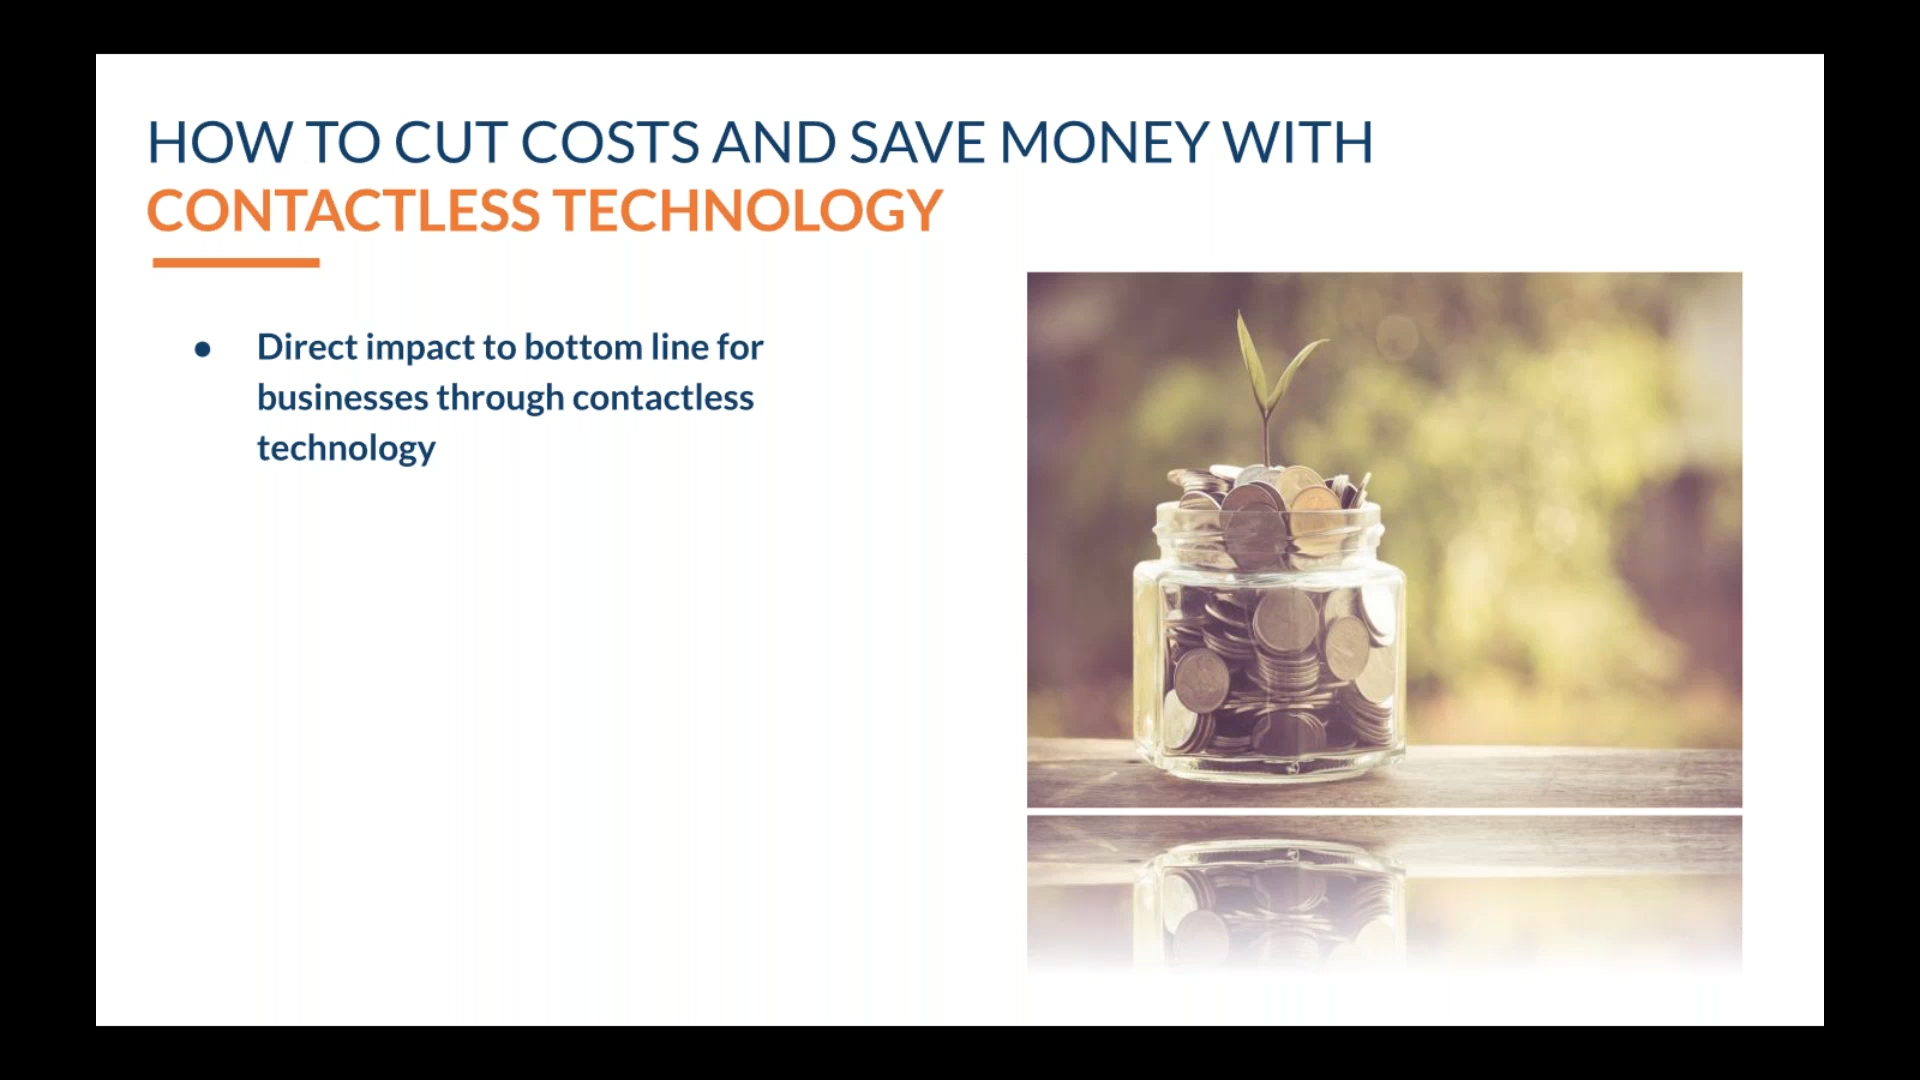 HOW TO CUT COSTS AND SAVE MONEY WITH
CONTACTLESS TECHNOLOGY
● Direct impact to bottom line for
businesses through contactless
technology